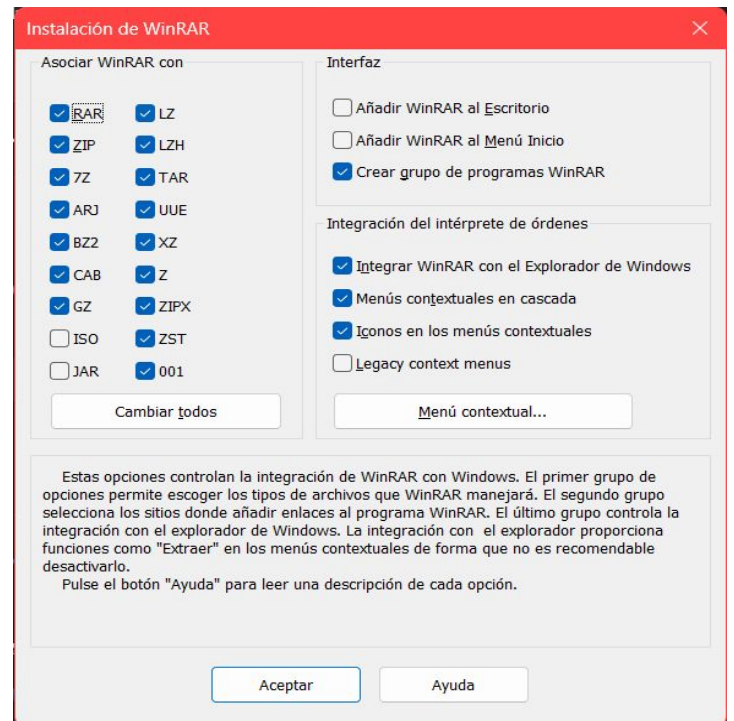 Instalación de WinRAR
Asociar WinRAR con
RAR
LZ
ZIP
LZH
7Z
TAR
ARJ
UUE
BZ2
XZ
CAB
Z
GZ
ZIPX
ISO
ZST
JAR
001
Cambiar todos
Interfaz
Añadir WinRAR al Escritorio
Añadir WinRAR al Menú Inicio
Crear grupo de programas WinRAR
Integración del intérprete de órdenes
Integrar WinRAR con el Explorador de Windows
Menús contextuales en cascada
Iconos en los menús contextuales
Legacy context menus
Menú contextual...
Estas opciones controlan la integración de WinRAR con Windows. El primer grupo de
opciones permite escoger los tipos de archivos que WinRAR manejará. El segundo grupo
selecciona los sitios donde añadir enlaces al programa WinRAR. El último grupo controla la
integración con el explorador de Windows. La integración con  el explorador proporciona
funciones como "Extraer" en los menús contextuales de forma que no es recomendable
desactivarlo.
Pulse el botón "Ayuda" para leer una descripción de cada opción.
Aceptar
Ayuda